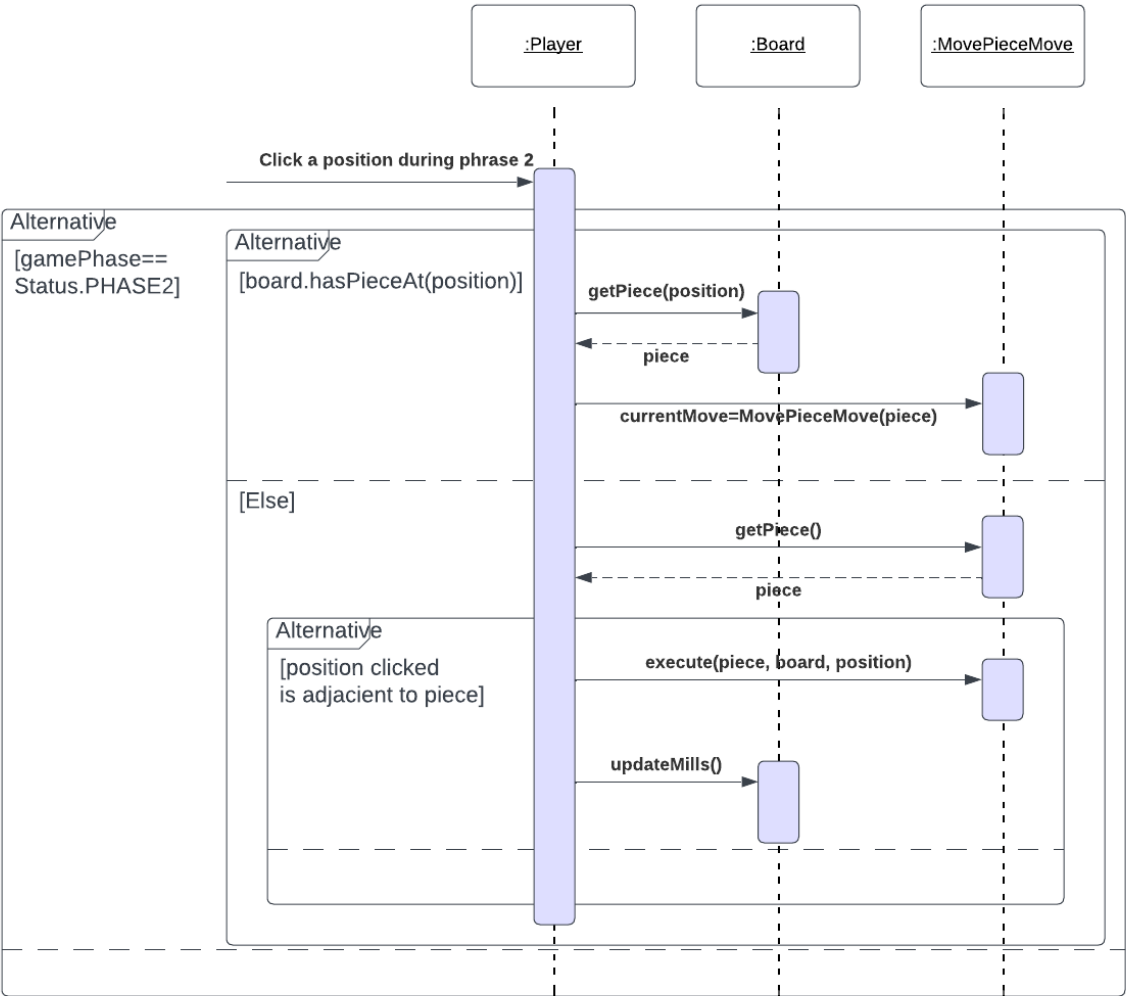 :Player
:Board
:MovePieceMove
Click a position during phrase 2
Alternative
[gamePhase==
Status.PHASE2]
Alternative
[board.hasPieceAt(position)]
getPiece(position)
piece
currentMove=MovePieceMove(piece)
[Else]
getPiece()
piece
Alternative
[position clicked
is adjacient to piece]
execute(piece, board, position)
updateMills()